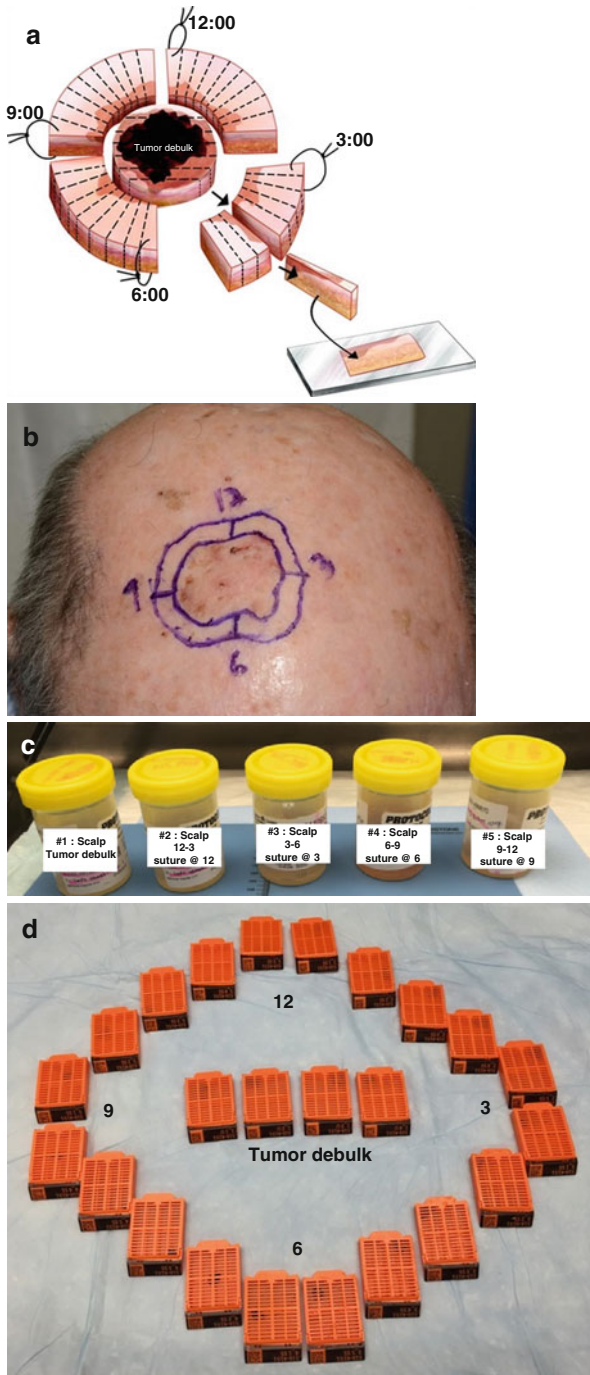 a
12:00
9:00
Tumor debulk
3:00
6:00
b
12
9
3
6
c
PROTOCOL
#1 : Scalp
Tumor debulk
#2 : Scalp
12-3
suture @ 12
#3 : Scalp
3-6
suture @ 3
#4 : Scalp
6-9
suture @ 6
#5 : Scalp
9-12
suture @ 9
d
12
9
3
Tumor debulk
6